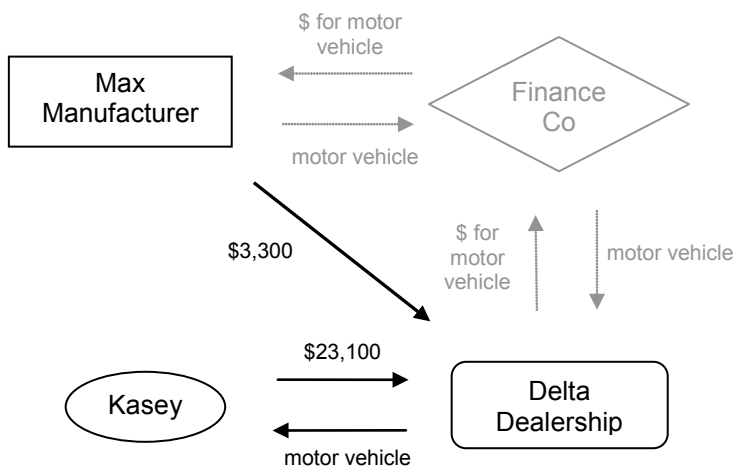 $ for motor
vehicle
Max
Manufacturer
Finance
Co
motor vehicle
$3,300
$ for
motor
vehicle
motor vehicle
$23,100
Kasey
Delta
Dealership
motor vehicle